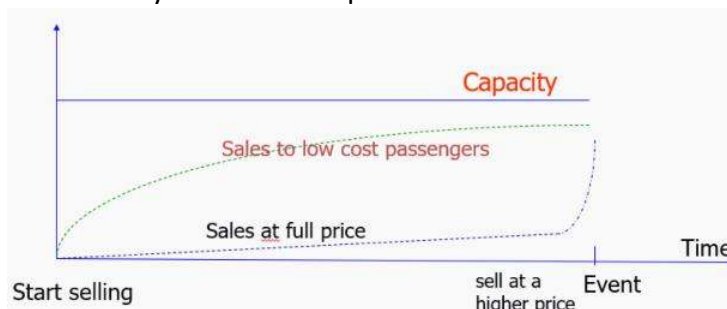 Capacity
Sales to low cost passengers
Sales at full price
Time
Start selling
sell at a
higher price
Event